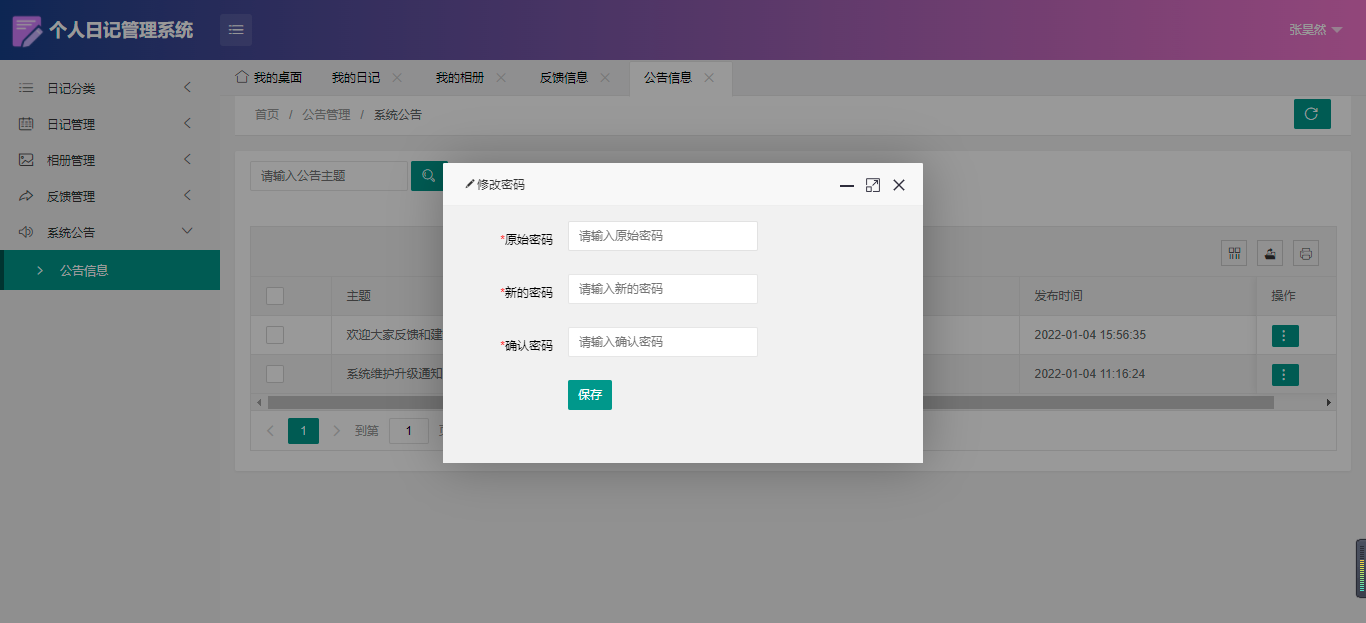 个人日记管理系统
张昊然
日记分类
日记管理
相册管理
反馈管理
系统公告
公告信息
我的桌面 我的日记 我的相册 反馈信息 公告信息
首页 / 公告管理 / 系统公告
请输入公告主题
主题 发布时间 操作
欢迎大家反馈和建 2022-01-04 15:56:35
系统维护升级通知 2022-01-04 11:16:24
1 到第 1
修改密码
*原始密码 请输入原始密码
*新的密码 请输入新的密码
*确认密码 请输入确认密码
保存